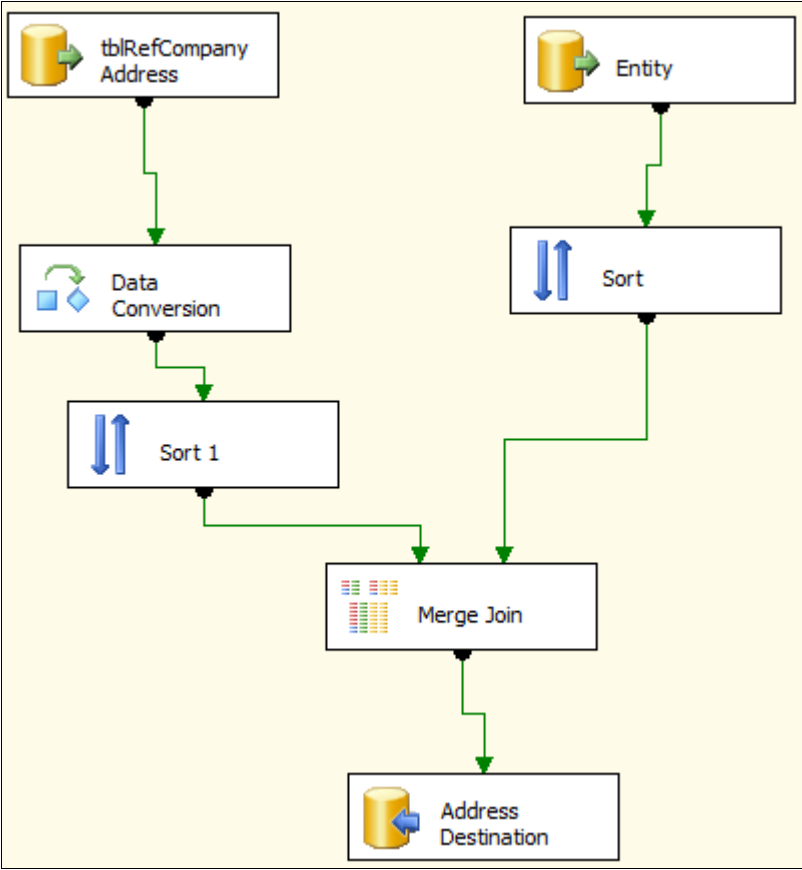 tblRefCompany
Address
Entity
Data
Conversion
Sort
Sort 1
Merge Join
Address
Destination